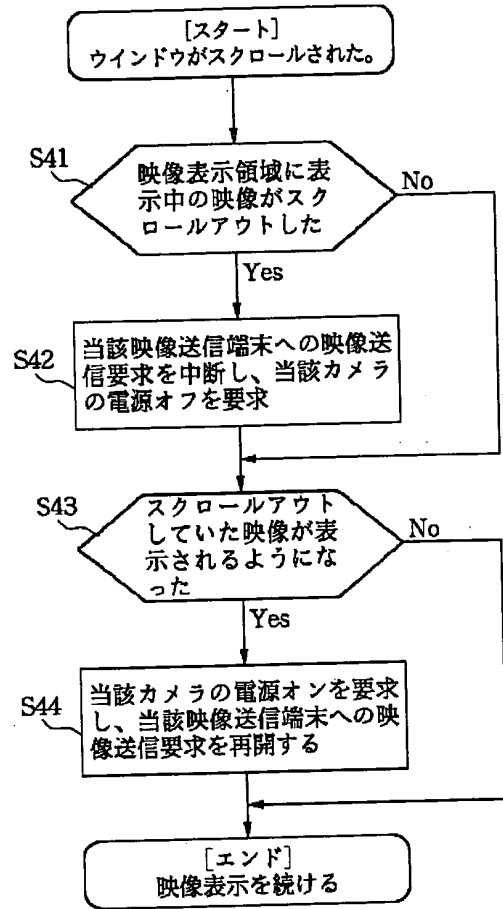 [スタート]
ウインドウがスクロールされた。
S41
映像表示領域に表
示中の映像がスク
ロールアウトした
No
Yes
S42
当該映像送信端末への映像送
信要求を中断し、当該カメラ
の電源オフを要求
S43
スクロールアウト
していた映像が表
示されるようにな
った
No
Yes
S44
当該カメラの電源オンを要求
し、当該映像送信端末への映
像送信要求を再開する
[エンド]
映像表示を続ける